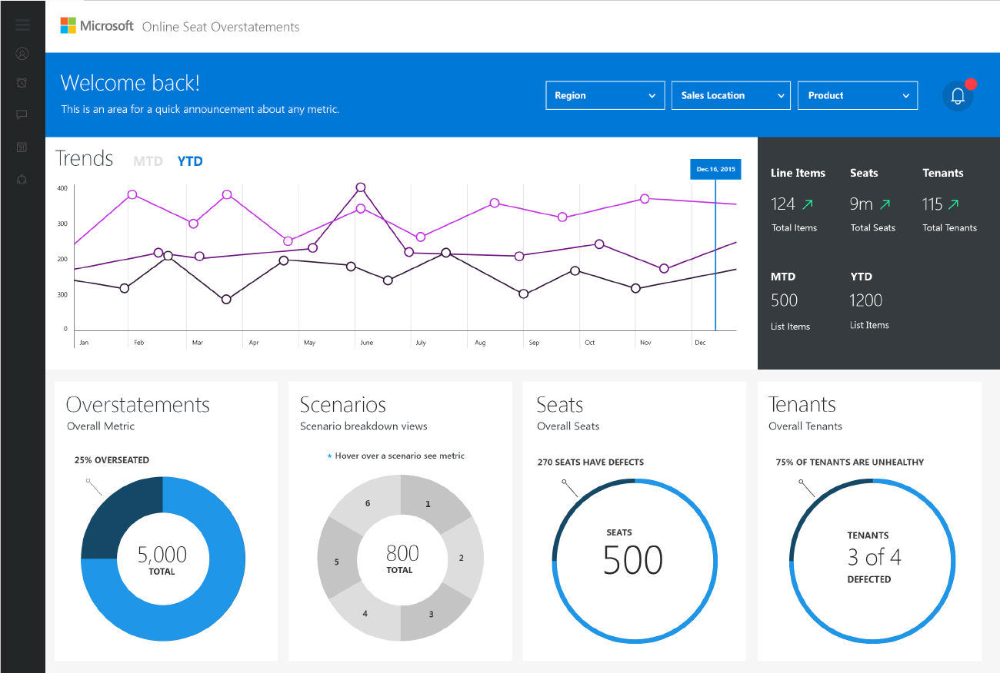 Microsoft Online Seat Overstatements
Welcome back!
This is an area for a quick announcement about any metric.
Region
Sales Location
Product
Trends MTD YTD
Dec.16, 2015
400
300
200
300
0
Jan Feb Mar Apr May June July Aug Sep Oct Nov Dec
Line Items Seats Tenants
124 9m 115
Total Items Total Seats Total Tenants
MTD YTD
500 1200
List Items List Items
Overstatements
Overall Metric
25% OVERSEATED
5,000
TOTAL
Scenarios
Scenario breakdown views
* Hover over a scenario see metric
6 1
5 2
4 3
800
TOTAL
Seats
Overall Seats
270 SEATS HAVE DEFECTS
SEATS
500
Tenants
Overall Tenants
75% OF TENANTS ARE UNHEALTHY
TENANTS
3 of 4
DEFECTED